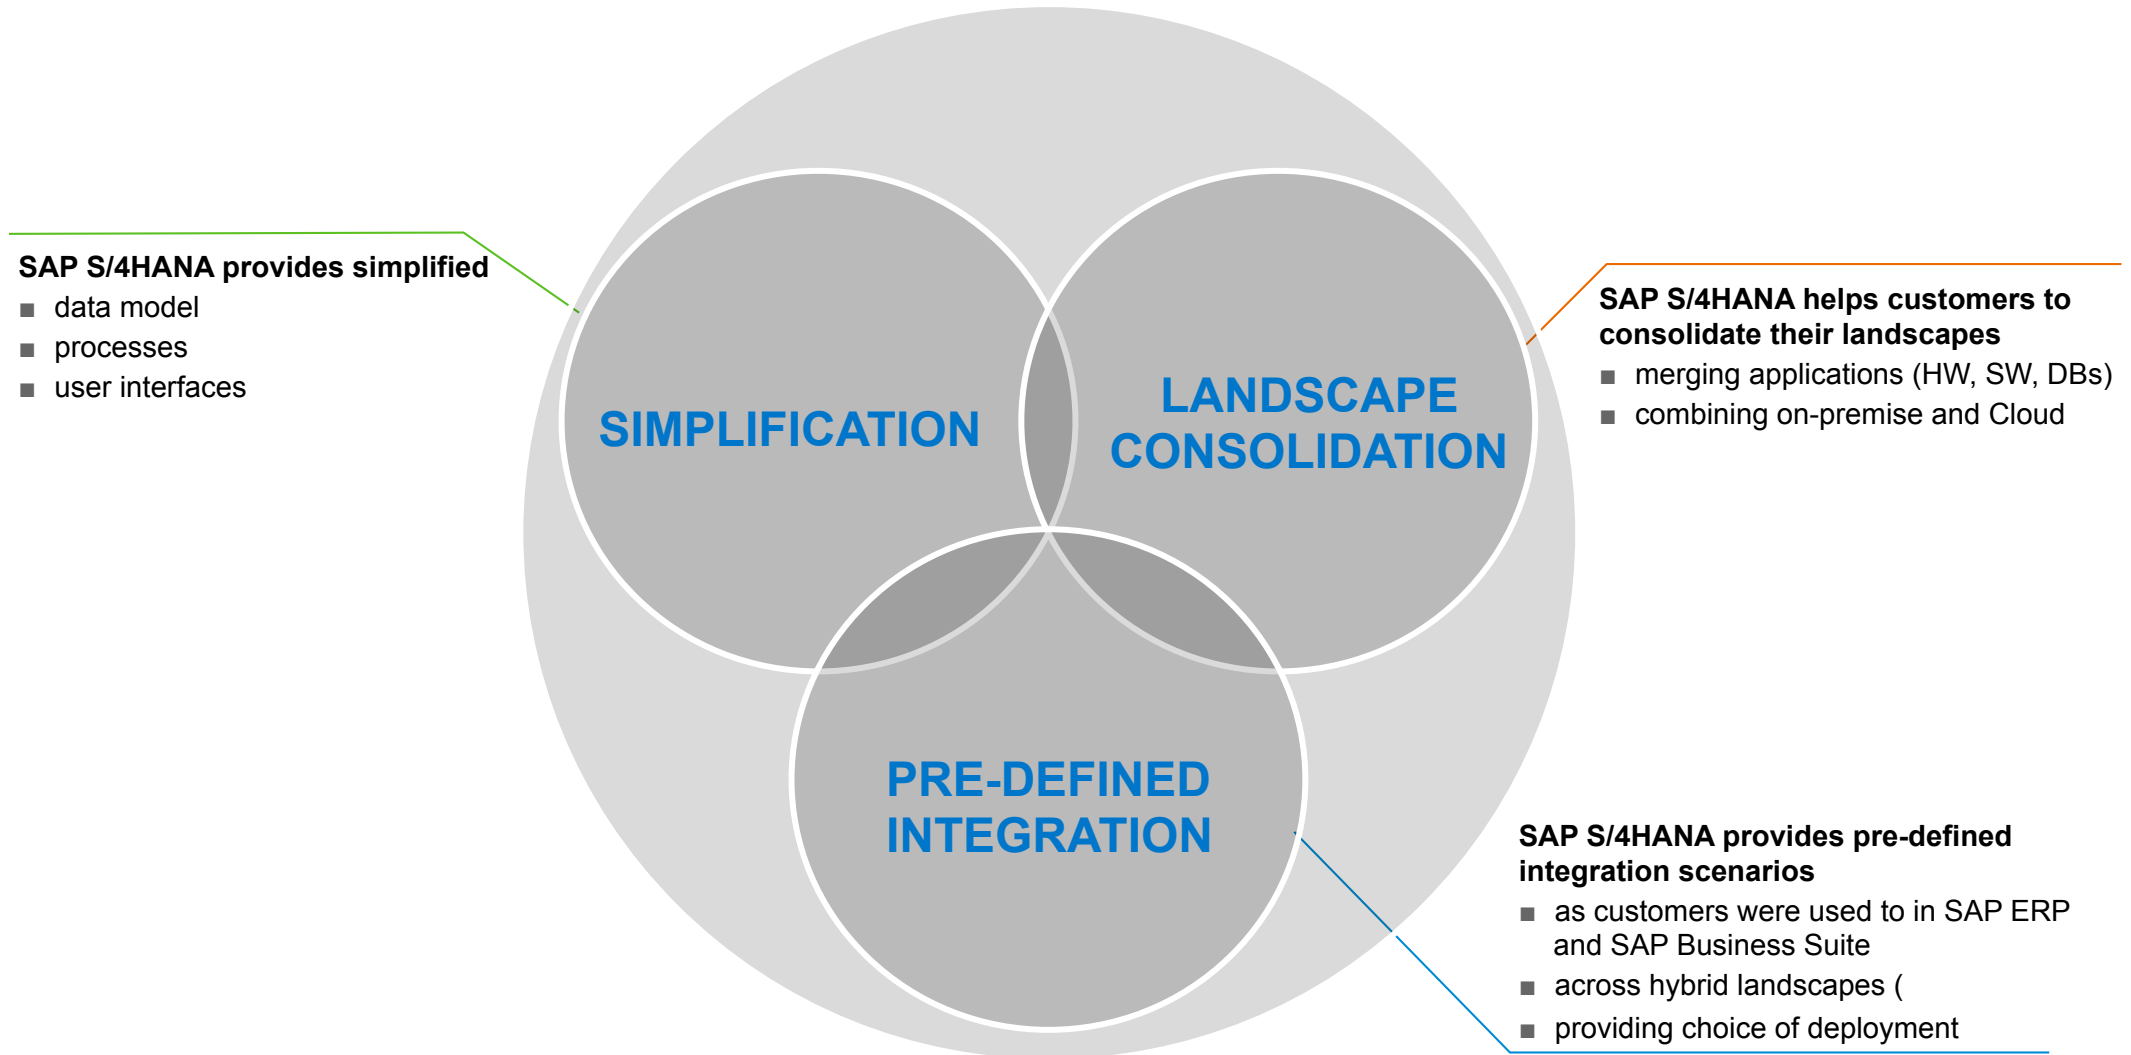 SAP S/4HANA provides simplified
■ data model
■ processes
■ user interfaces
SIMPLIFICATION
LANDSCAPE
CONSOLIDATION
SAP S/4HANA helps customers to
consolidate their landscapes
■ merging applications (HW, SW, DBs)
■ combining on-premise and Cloud
PRE-DEFINED
INTEGRATION
SAP S/4HANA provides pre-defined
integration scenarios
■ as customers were used to in SAP ERP
and SAP Business Suite
■ across hybrid landscapes (
■ providing choice of deployment